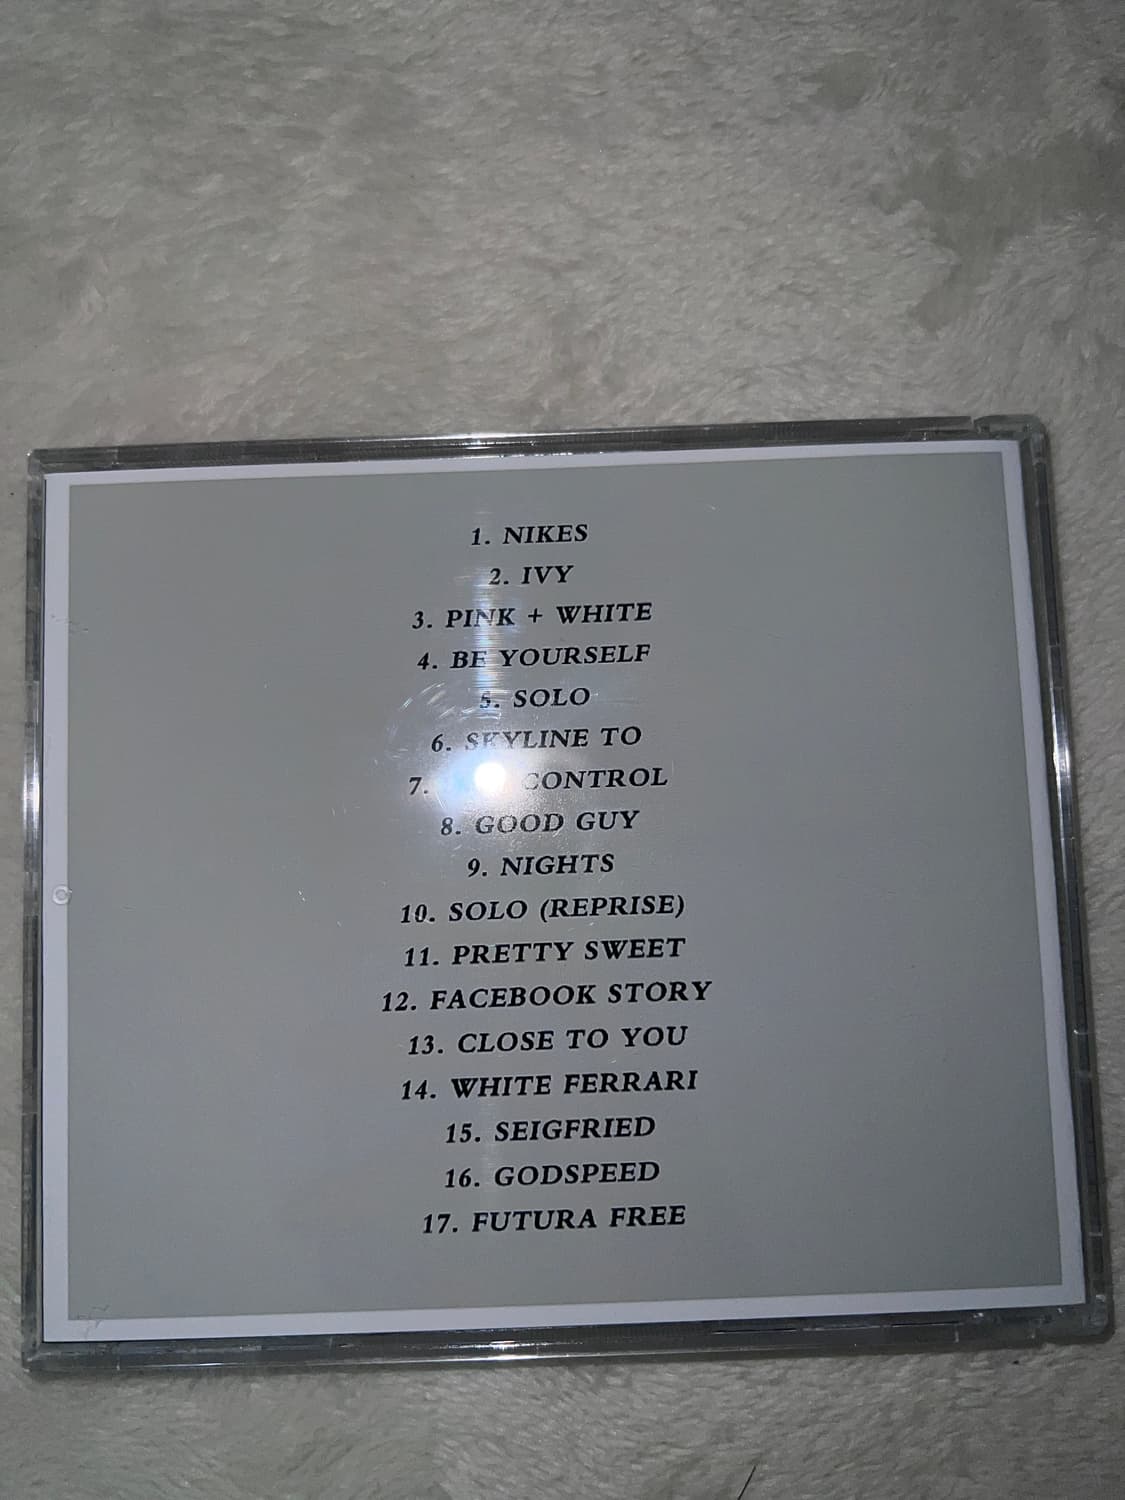 1. NIKES
2. IVY
3. PINK + WHITE
4. BE YOURSELF
5. SOLO
6. SKYLINE TO
7. CONTROL
8. GOOD GUY
9. NIGHTS
10. SOLO (REPRISE)
11. PRETTY SWEET
12. FACEBOOK STORY
13. CLOSE TO YOU
14. WHITE FERRARI
15. SEIGFRIED
16. GODSPEED
17. FUTURA FREE